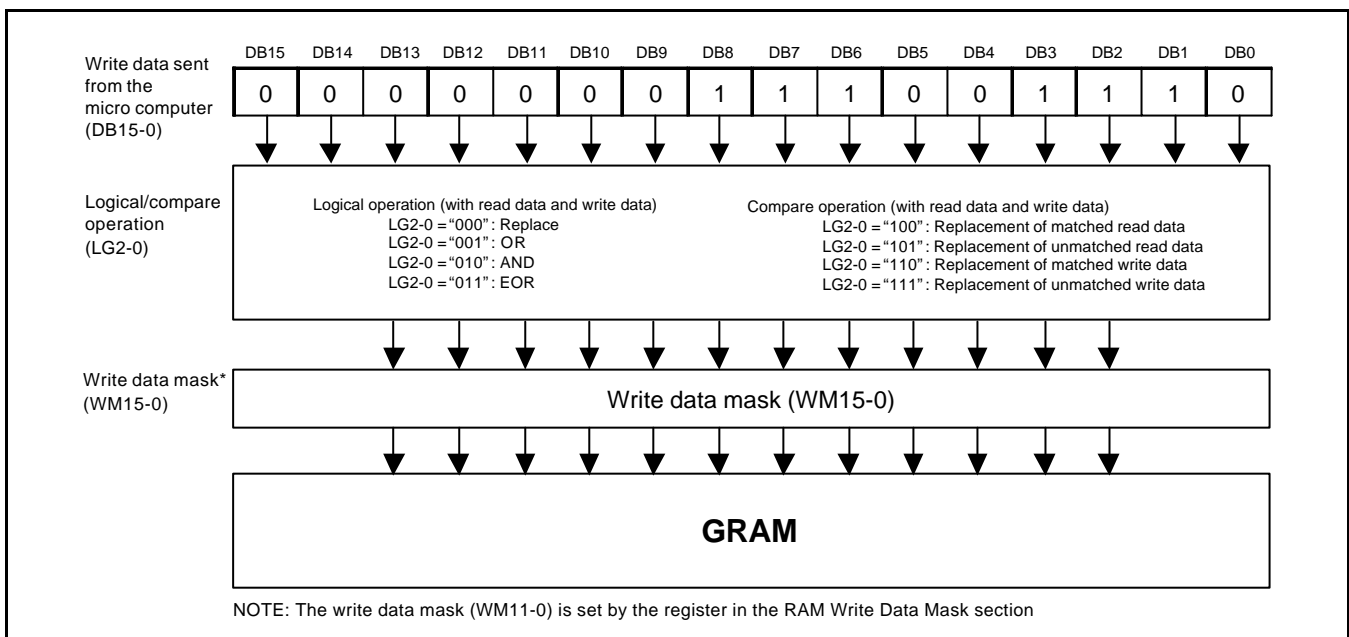 DB15 DB14 DB13 DB12 DB11 DB10 DB9 DB8 DB7 DB6 DB5 DB4 DB3 DB2 DB1 DB0
Write data sent
from the
micro computer
(DB15-0)
0 0 0 0 0 0 0 1 1 1 0 0 1 1 1 0
Logical/compare
operation
(LG2-0)
Logical operation (with read data and write data)
LG2-0 = “000” : Replace
LG2-0 = “001” : OR
LG2-0 = “010” : AND
LG2-0 = “011” : EOR
Compare operation (with read data and write data)
LG2-0 = “100” : Replacement of matched read data
LG2-0 = “101” : Replacement of unmatched read data
LG2-0 = “110” : Replacement of matched write data
LG2-0 = “111” : Replacement of unmatched write data
Write data mask*
(WM15-0)
Write data mask (WM15-0)
GRAM
NOTE: The write data mask (WM11-0) is set by the register in the RAM Write Data Mask section